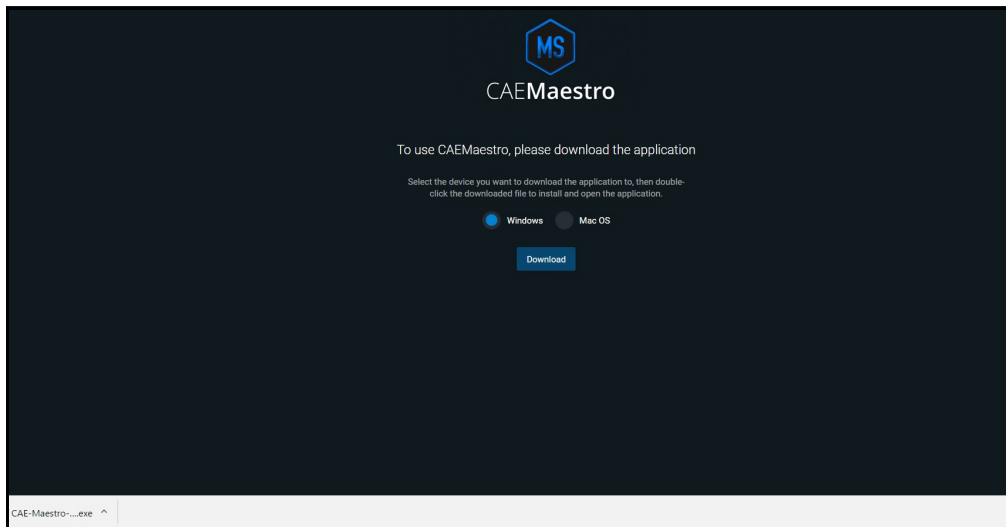 MS
CAEMaestro
To use CAEMaestro, please download the application
Select the device you want to download the application to, then double-
click the downloaded file to install and open the application.
Windows Mac OS
Download
CAE-Maestro-....exe